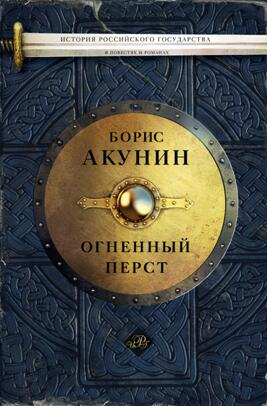 ИСТОРИЯ РОССИЙСКОГО ГОСУДАРСТВА
В ПОВЕСТЯХ И РОМАНАХ
БОРИС
АКУНИН
ОГНЕННЫЙ
ПЕРСТ